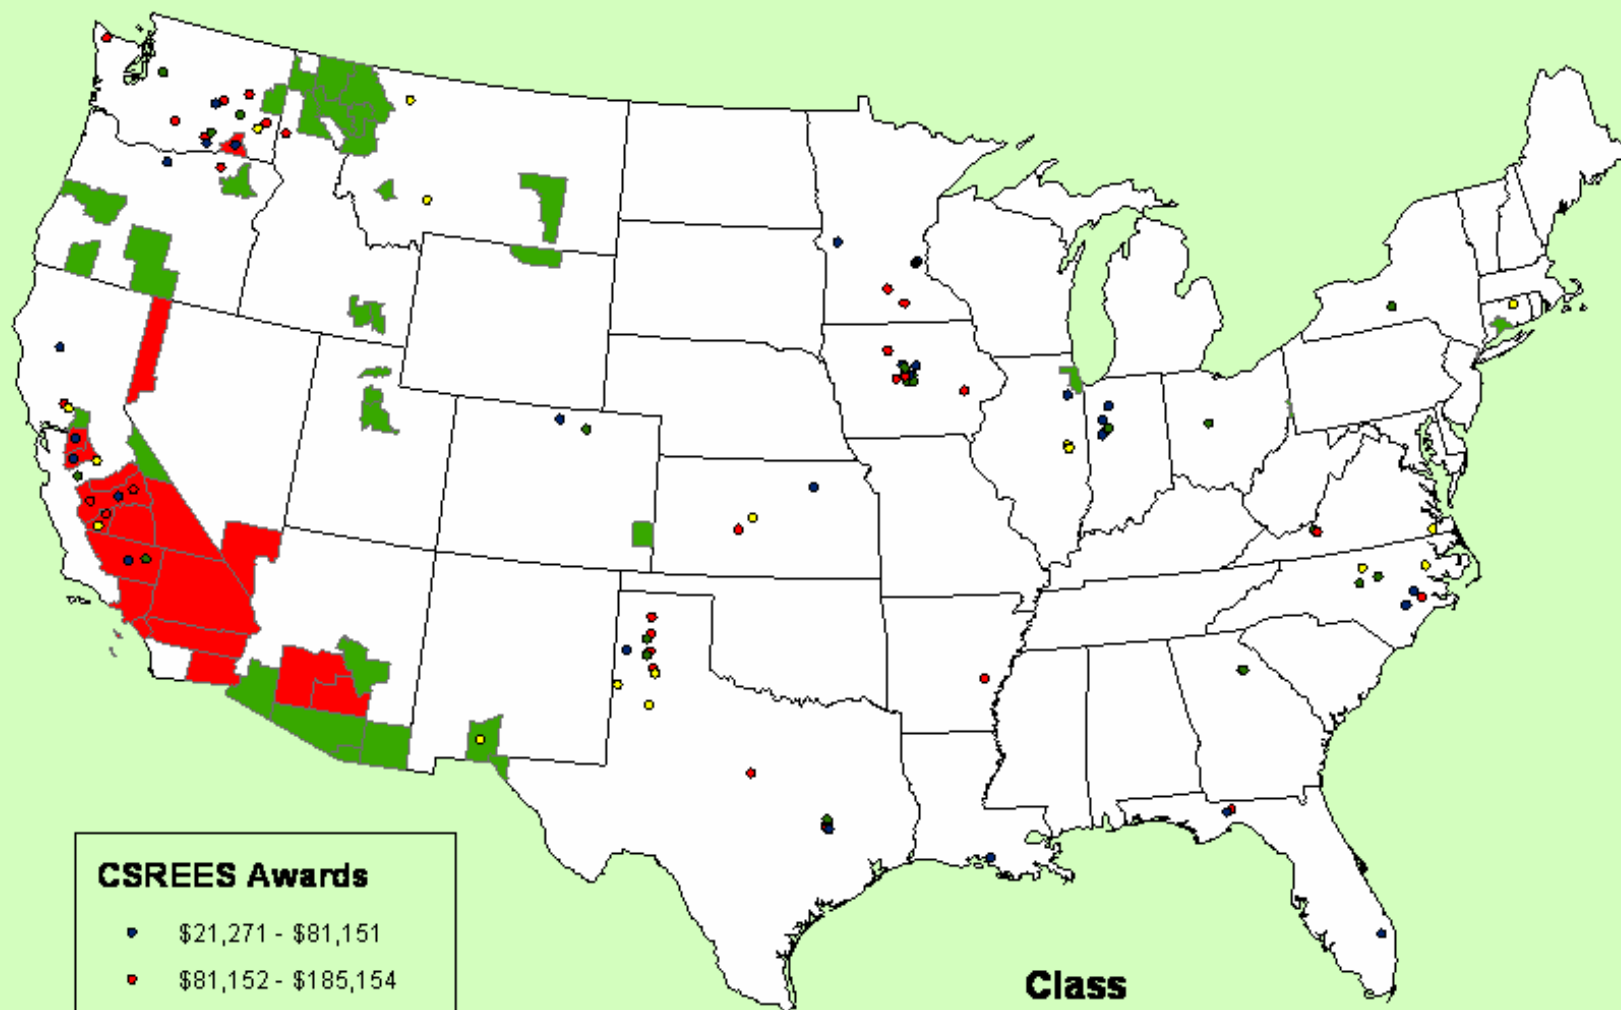 CSREES Awards
$21,271 - $81,151
$81,152 - $185,154
Class